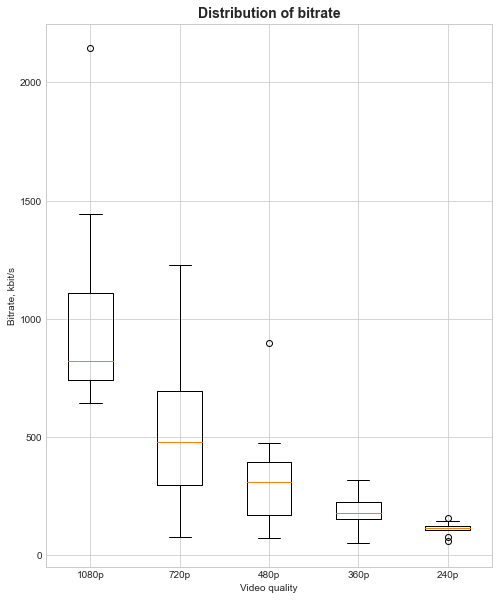 Distribution of bitrate
2000
1500
1000
500
0
Bitrate, kbit/s
1080p 720p 480p 360p 240p
Video quality